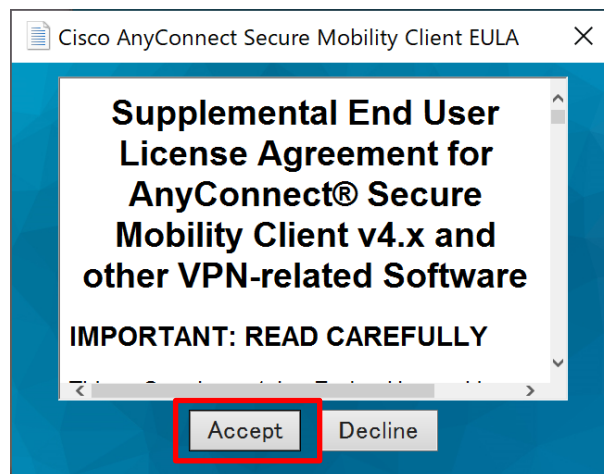 Cisco AnyConnect Secure Mobility Client EULA
Supplemental End User
License Agreement for
AnyConnect® Secure
Mobility Client v4.x and
other VPN-related Software
IMPORTANT: READ CAREFULLY
Accept
Decline